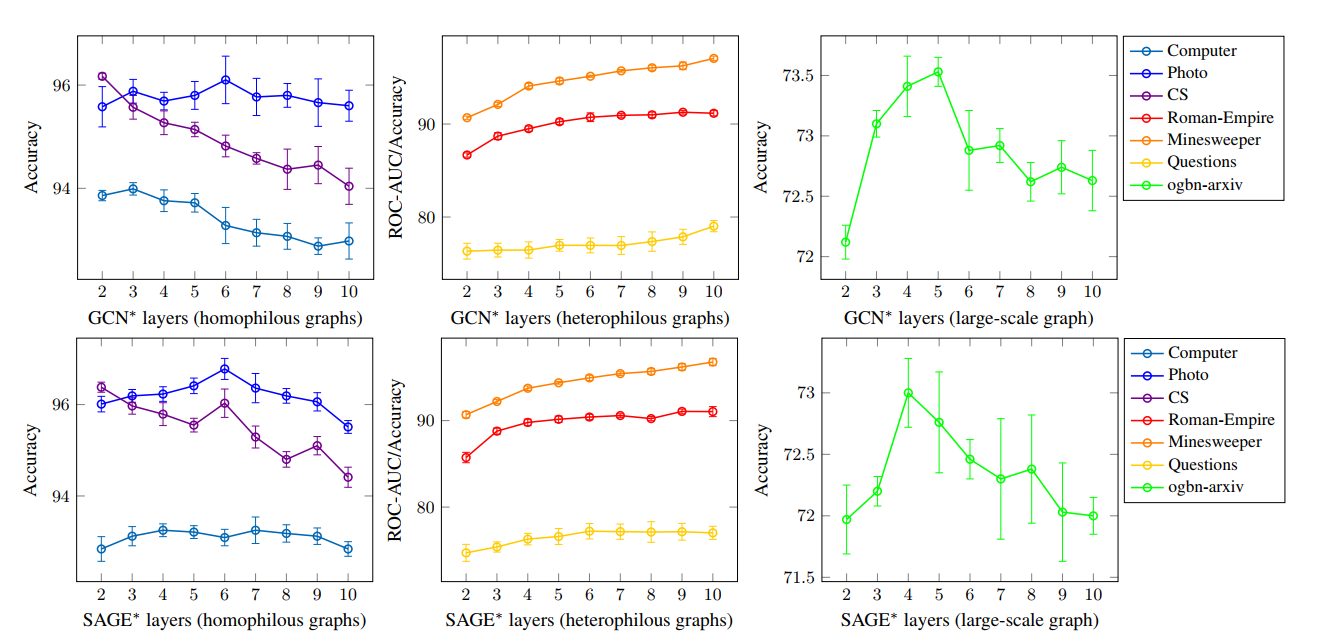 96
94
Accuracy
2 3 4 5 6 7 8 9 10
GCN* layers (homophilous graphs)
90
80
ROC-AUC/Accuracy
2 3 4 5 6 7 8 9 10
GCN* layers (heterophilous graphs)
73.5
73
72.5
72
Accuracy
2 3 4 5 6 7 8 9 10
GCN* layers (large-scale graph)
Computer
Photo
CS
Roman-Empire
Minesweeper
Questions
ogbn-arxiv
96
94
Accuracy
2 3 4 5 6 7 8 9 10
SAGE* layers (homophilous graphs)
90
80
ROC-AUC/Accuracy
2 3 4 5 6 7 8 9 10
SAGE* layers (heterophilous graphs)
73
72.5
72
71.5
Accuracy
2 3 4 5 6 7 8 9 10
SAGE* layers (large-scale graph)
Computer
Photo
CS
Roman-Empire
Minesweeper
Questions
ogbn-arxiv